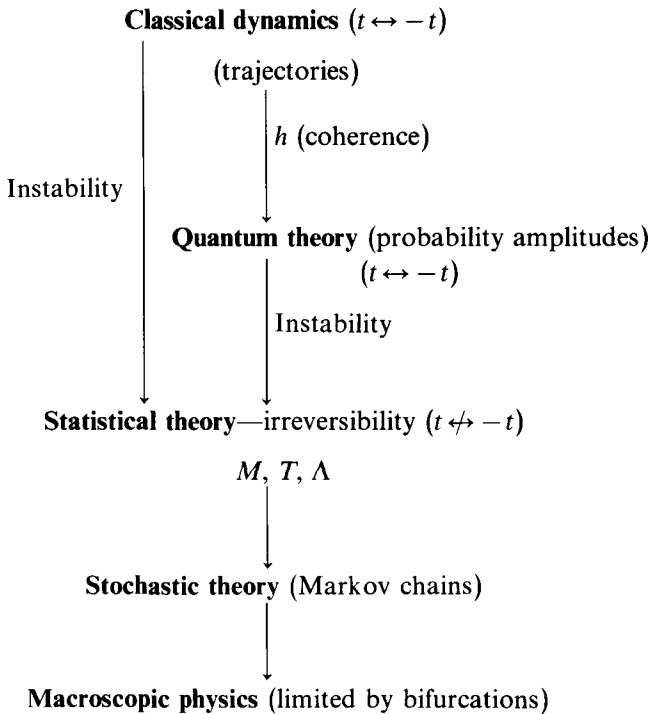 Classical dynamics (t ↔ −t)
(trajectories)
h (coherence)
Instability
Quantum theory (probability amplitudes)
(t ↔ −t)
Instability
Statistical theory—irreversibility (t ↮ −t)
M, T, Λ
Stochastic theory (Markov chains)
Macroscopic physics (limited by bifurcations)